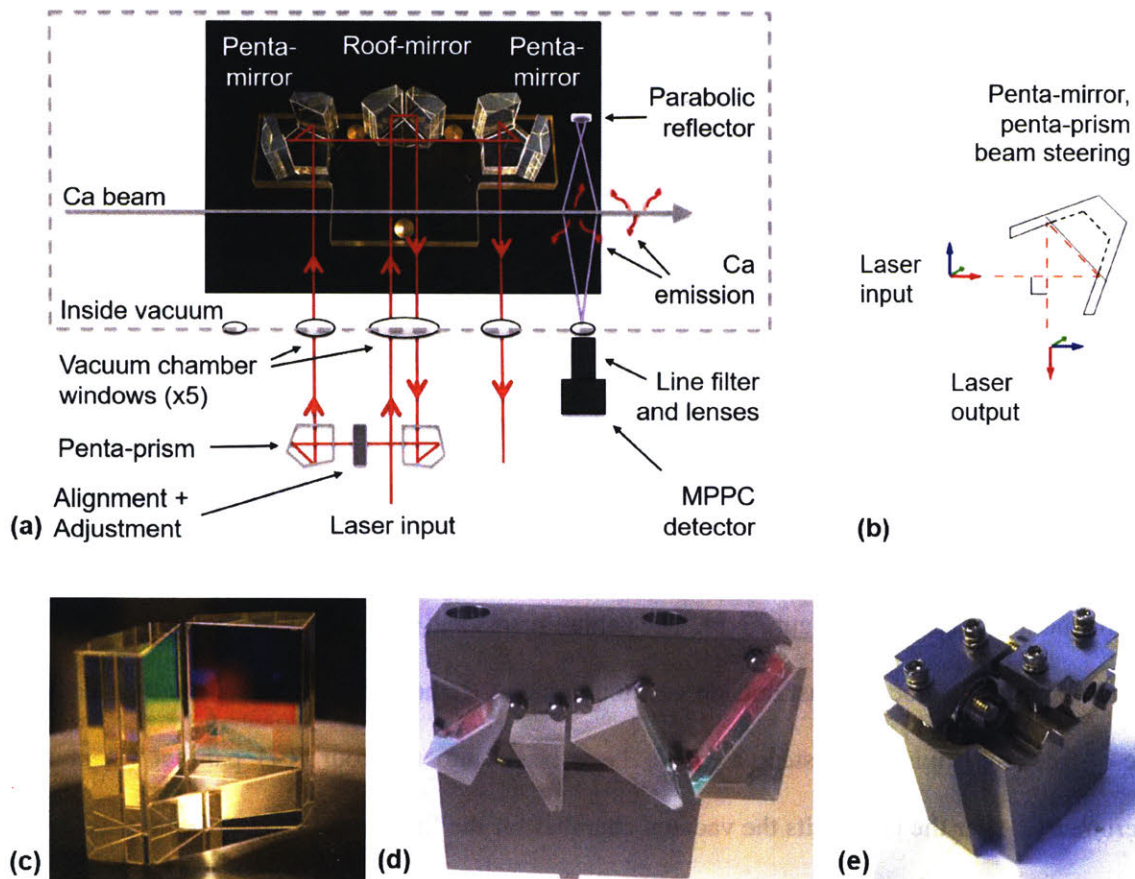 Penta-
mirror
Roof-mirror
Penta-
mirror
Parabolic
reflector
Penta-mirror,
penta-prism
beam steering
Ca beam
Ca
emission
Laser
input
Inside vacuum
Vacuum chamber
windows (x5)
Line filter
and lenses
Laser
output
Penta-prism
Alignment +
Adjustment
Laser input
MPPC
detector
(a)
(b)
(c)
(d)
(e)